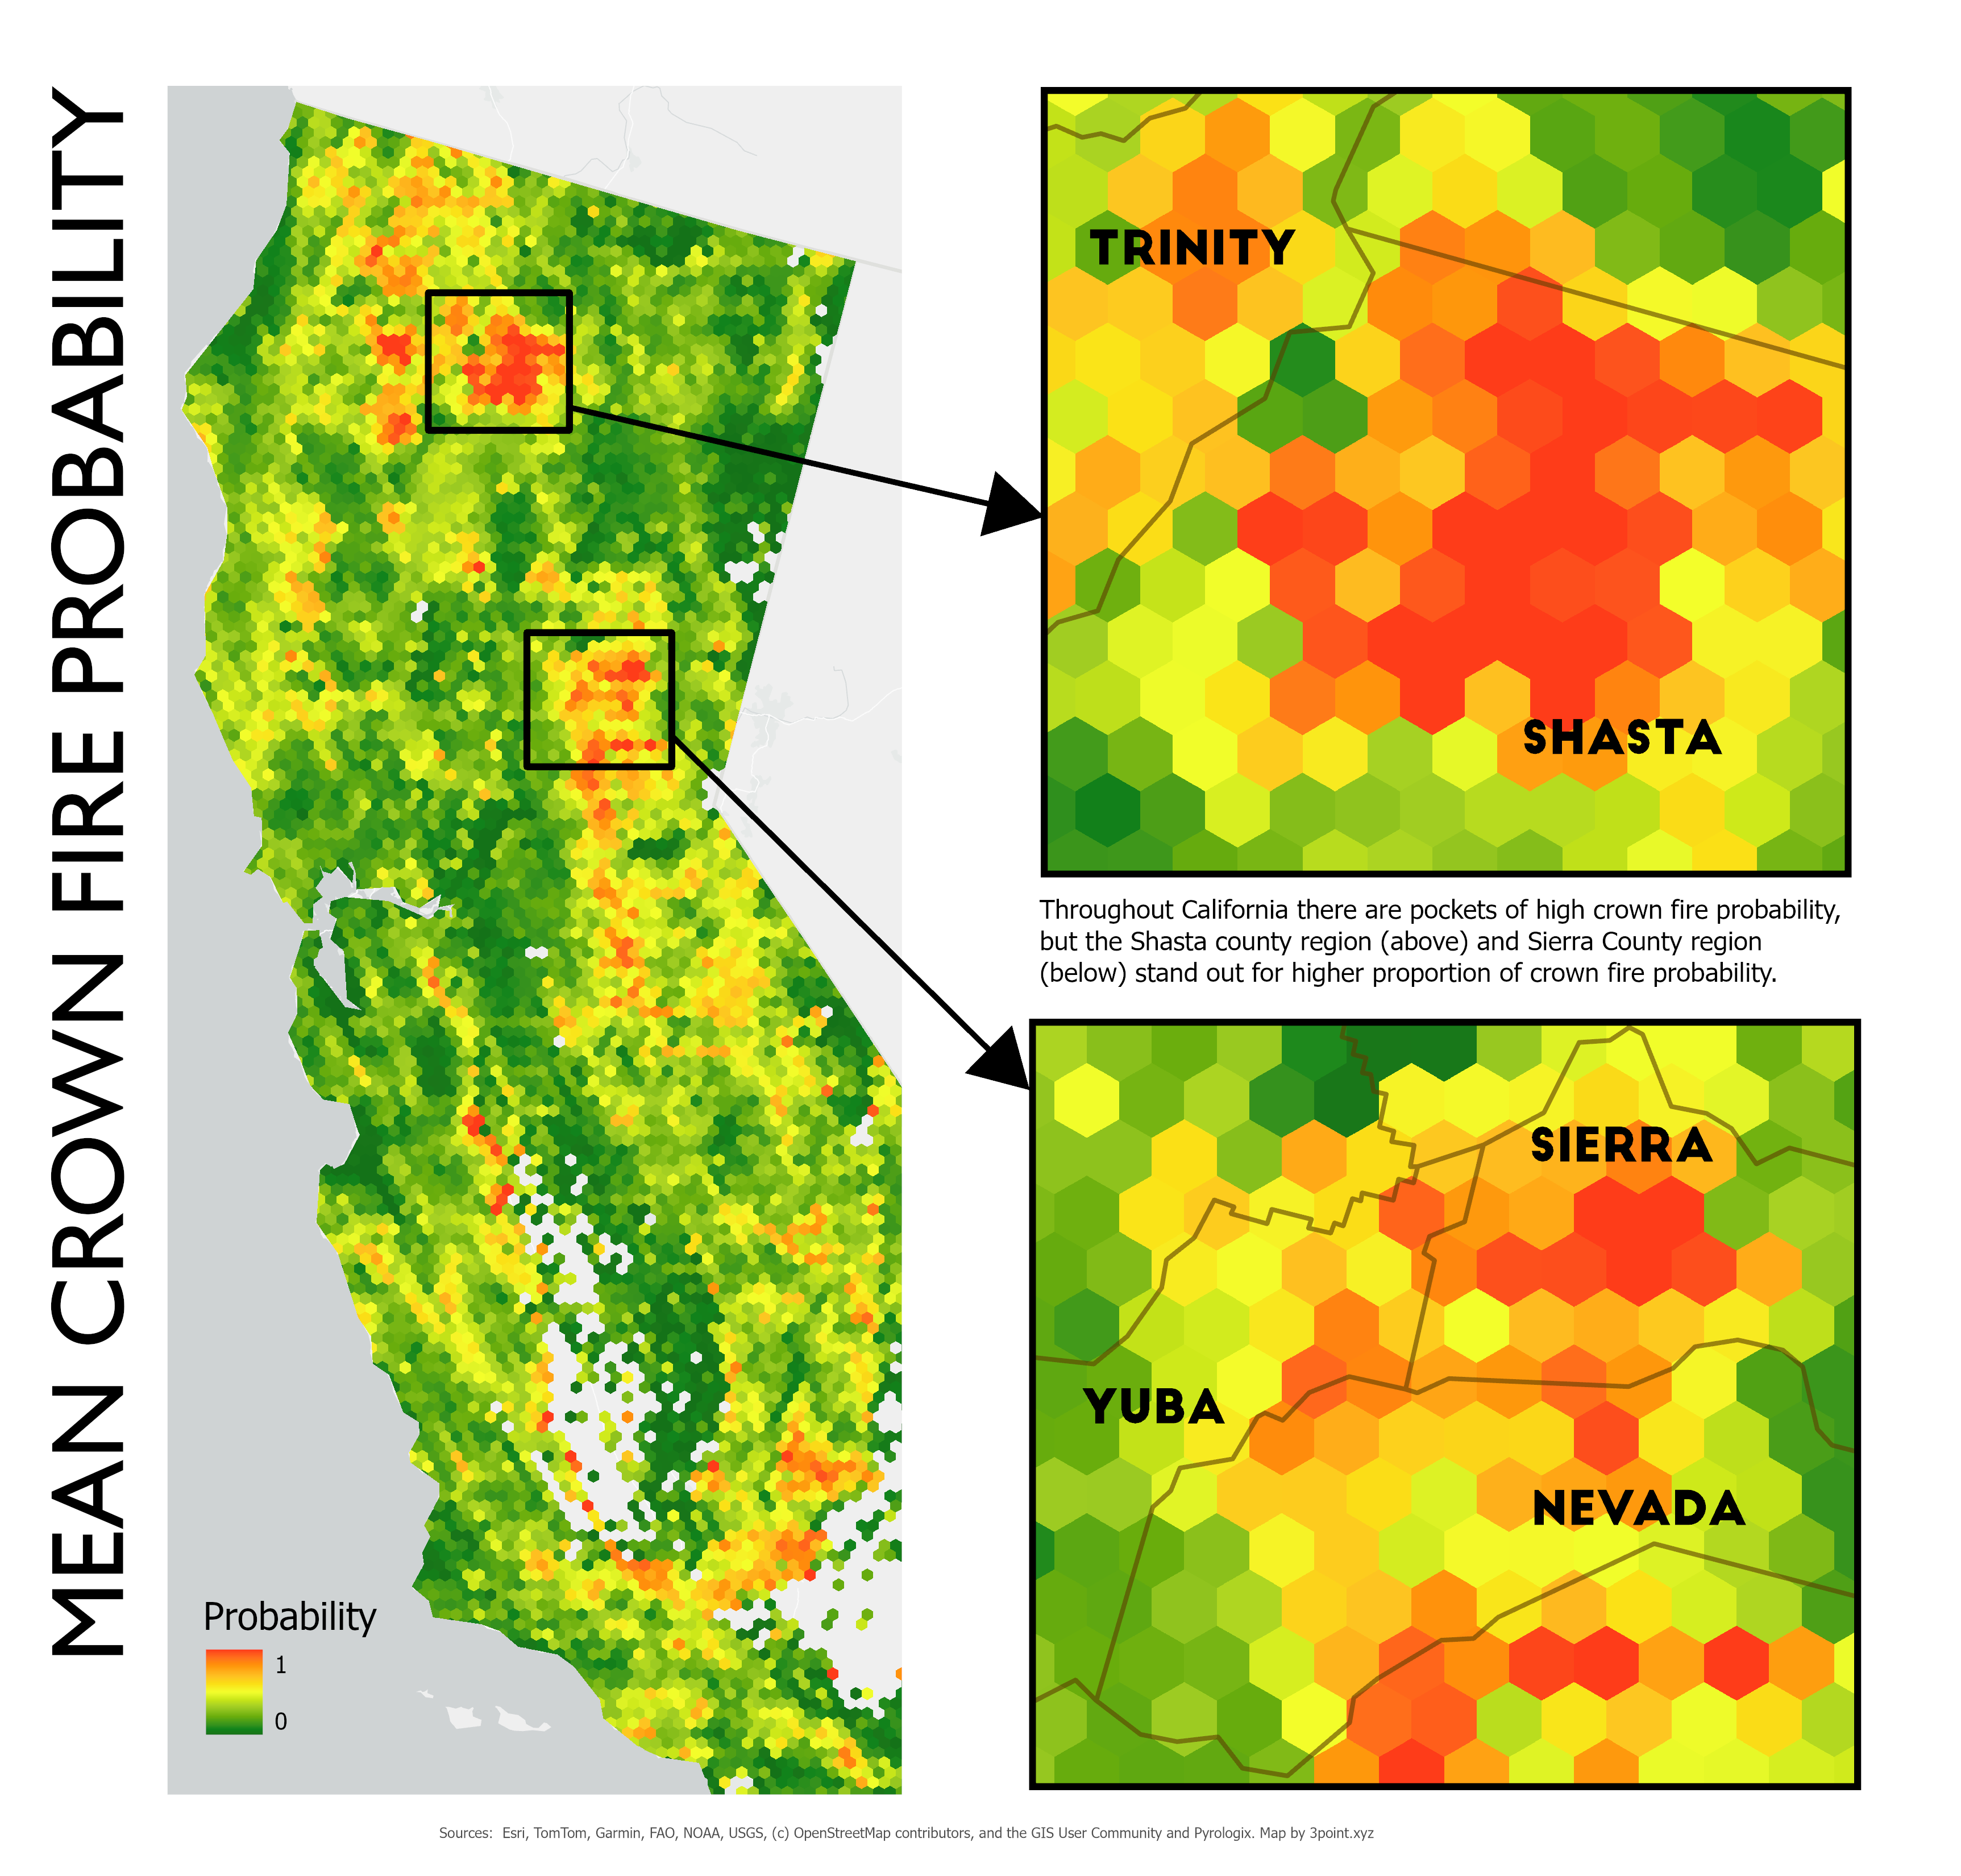 MEAN CROWN FIRE PROBABILITY
TRINITY
SHASTA
Throughout California there are pockets of high crown fire probability,
but the Shasta county region (above) and Sierra County region
(below) stand out for higher proportion of crown fire probability.
SIERRA
YUBA
NEVADA
Probability
1
0
Sources: Esri, TomTom, Garmin, FAO, NOAA, USGS, (c) OpenStreetMap contributors, and the GIS User Community and Pyrologix. Map by 3point.xyz